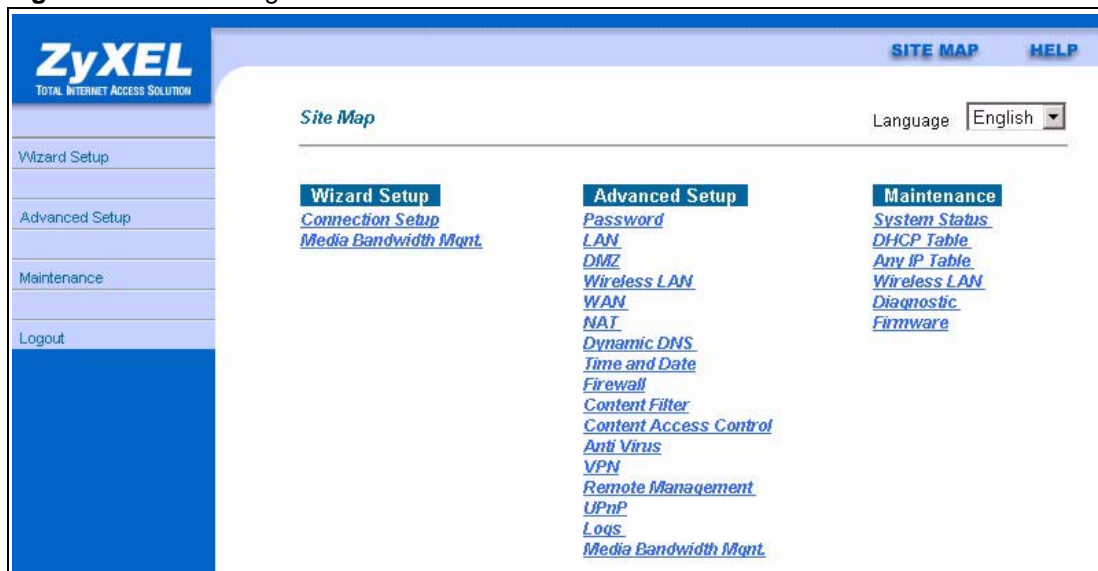 ZyXEL
TOTAL INTERNET ACCESS SOLUTION
SITE MAP
HELP
Site Map
Language
English
Wizard Setup
Advanced Setup
Maintenance
Logout
Wizard Setup
Connection Setup
Media Bandwidth Mgnt.
Advanced Setup
Password
LAN
DMZ
Wireless LAN
WAN
NAT
Dynamic DNS
Time and Date
Firewall
Content Filter
Content Access Control
Anti Virus
VPN
Remote Management
UPnP
Logs
Media Bandwidth Mgnt.
Maintenance
System Status
DHCP Table
Any IP Table
Wireless LAN
Diagnostic
Firmware